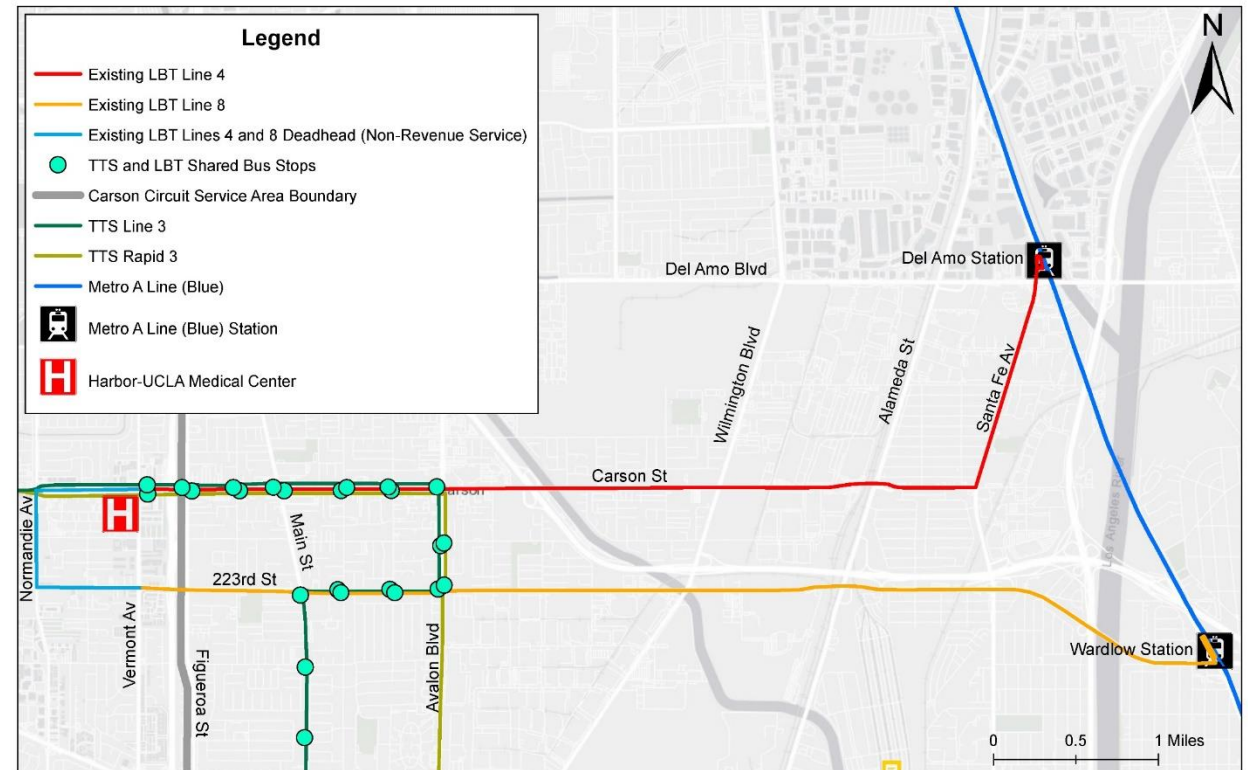 Legend
Existing LBT Line 4
Existing LBT Line 8
Existing LBT Lines 4 and 8 Deadhead (Non-Revenue Service)
TTS and LBT Shared Bus Stops
Carson Circuit Service Area Boundary
TTS Line 3
TTS Rapid 3
Metro A Line (Blue)
Metro A Line (Blue) Station
H
Harbor-UCLA Medical Center
N
Del Amo Station
Del Amo Blvd
Wilmington Blvd
Alameda St
Santa Fe Av
Carson St
Normandie Av
H
Main St
223rd St
Vermont Av
Figueroa St
Avalon Blvd
Wardlow Station
0 0.5 1 Miles